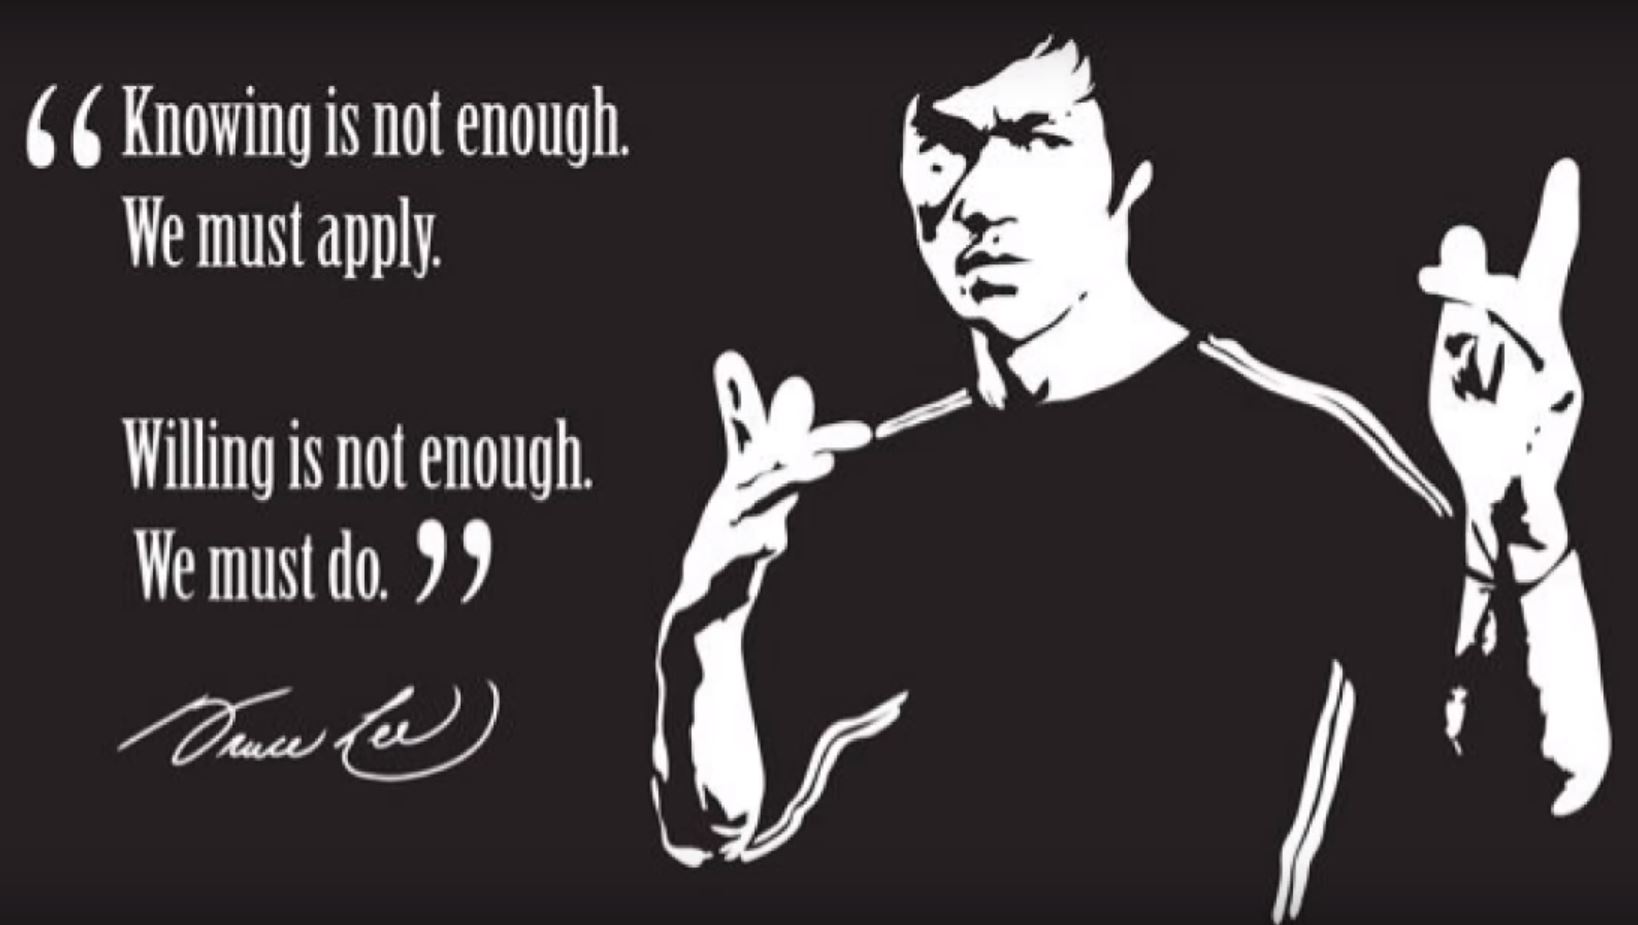 “Knowing is not enough.
We must apply.
Willing is not enough.
We must do.”
Bruce Lee